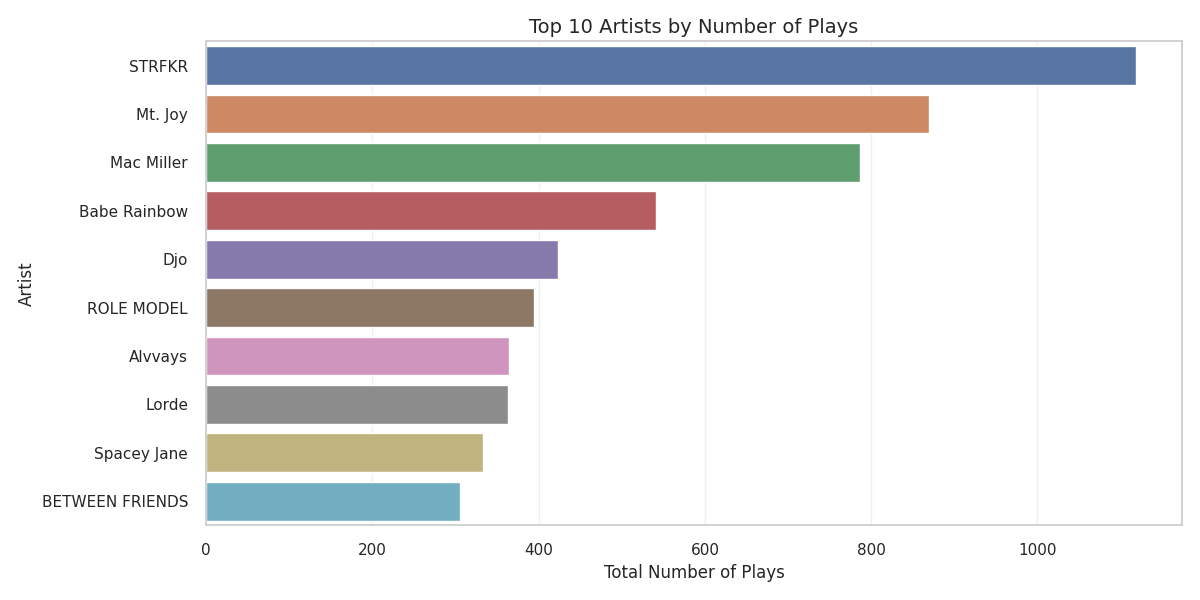 Top 10 Artists by Number of Plays
Artist
STRFKR
Mt. Joy
Mac Miller
Babe Rainbow
Djo
ROLE MODEL
Alvvays
Lorde
Spacey Jane
BETWEEN FRIENDS
0 200 400 600 800 1000
Total Number of Plays